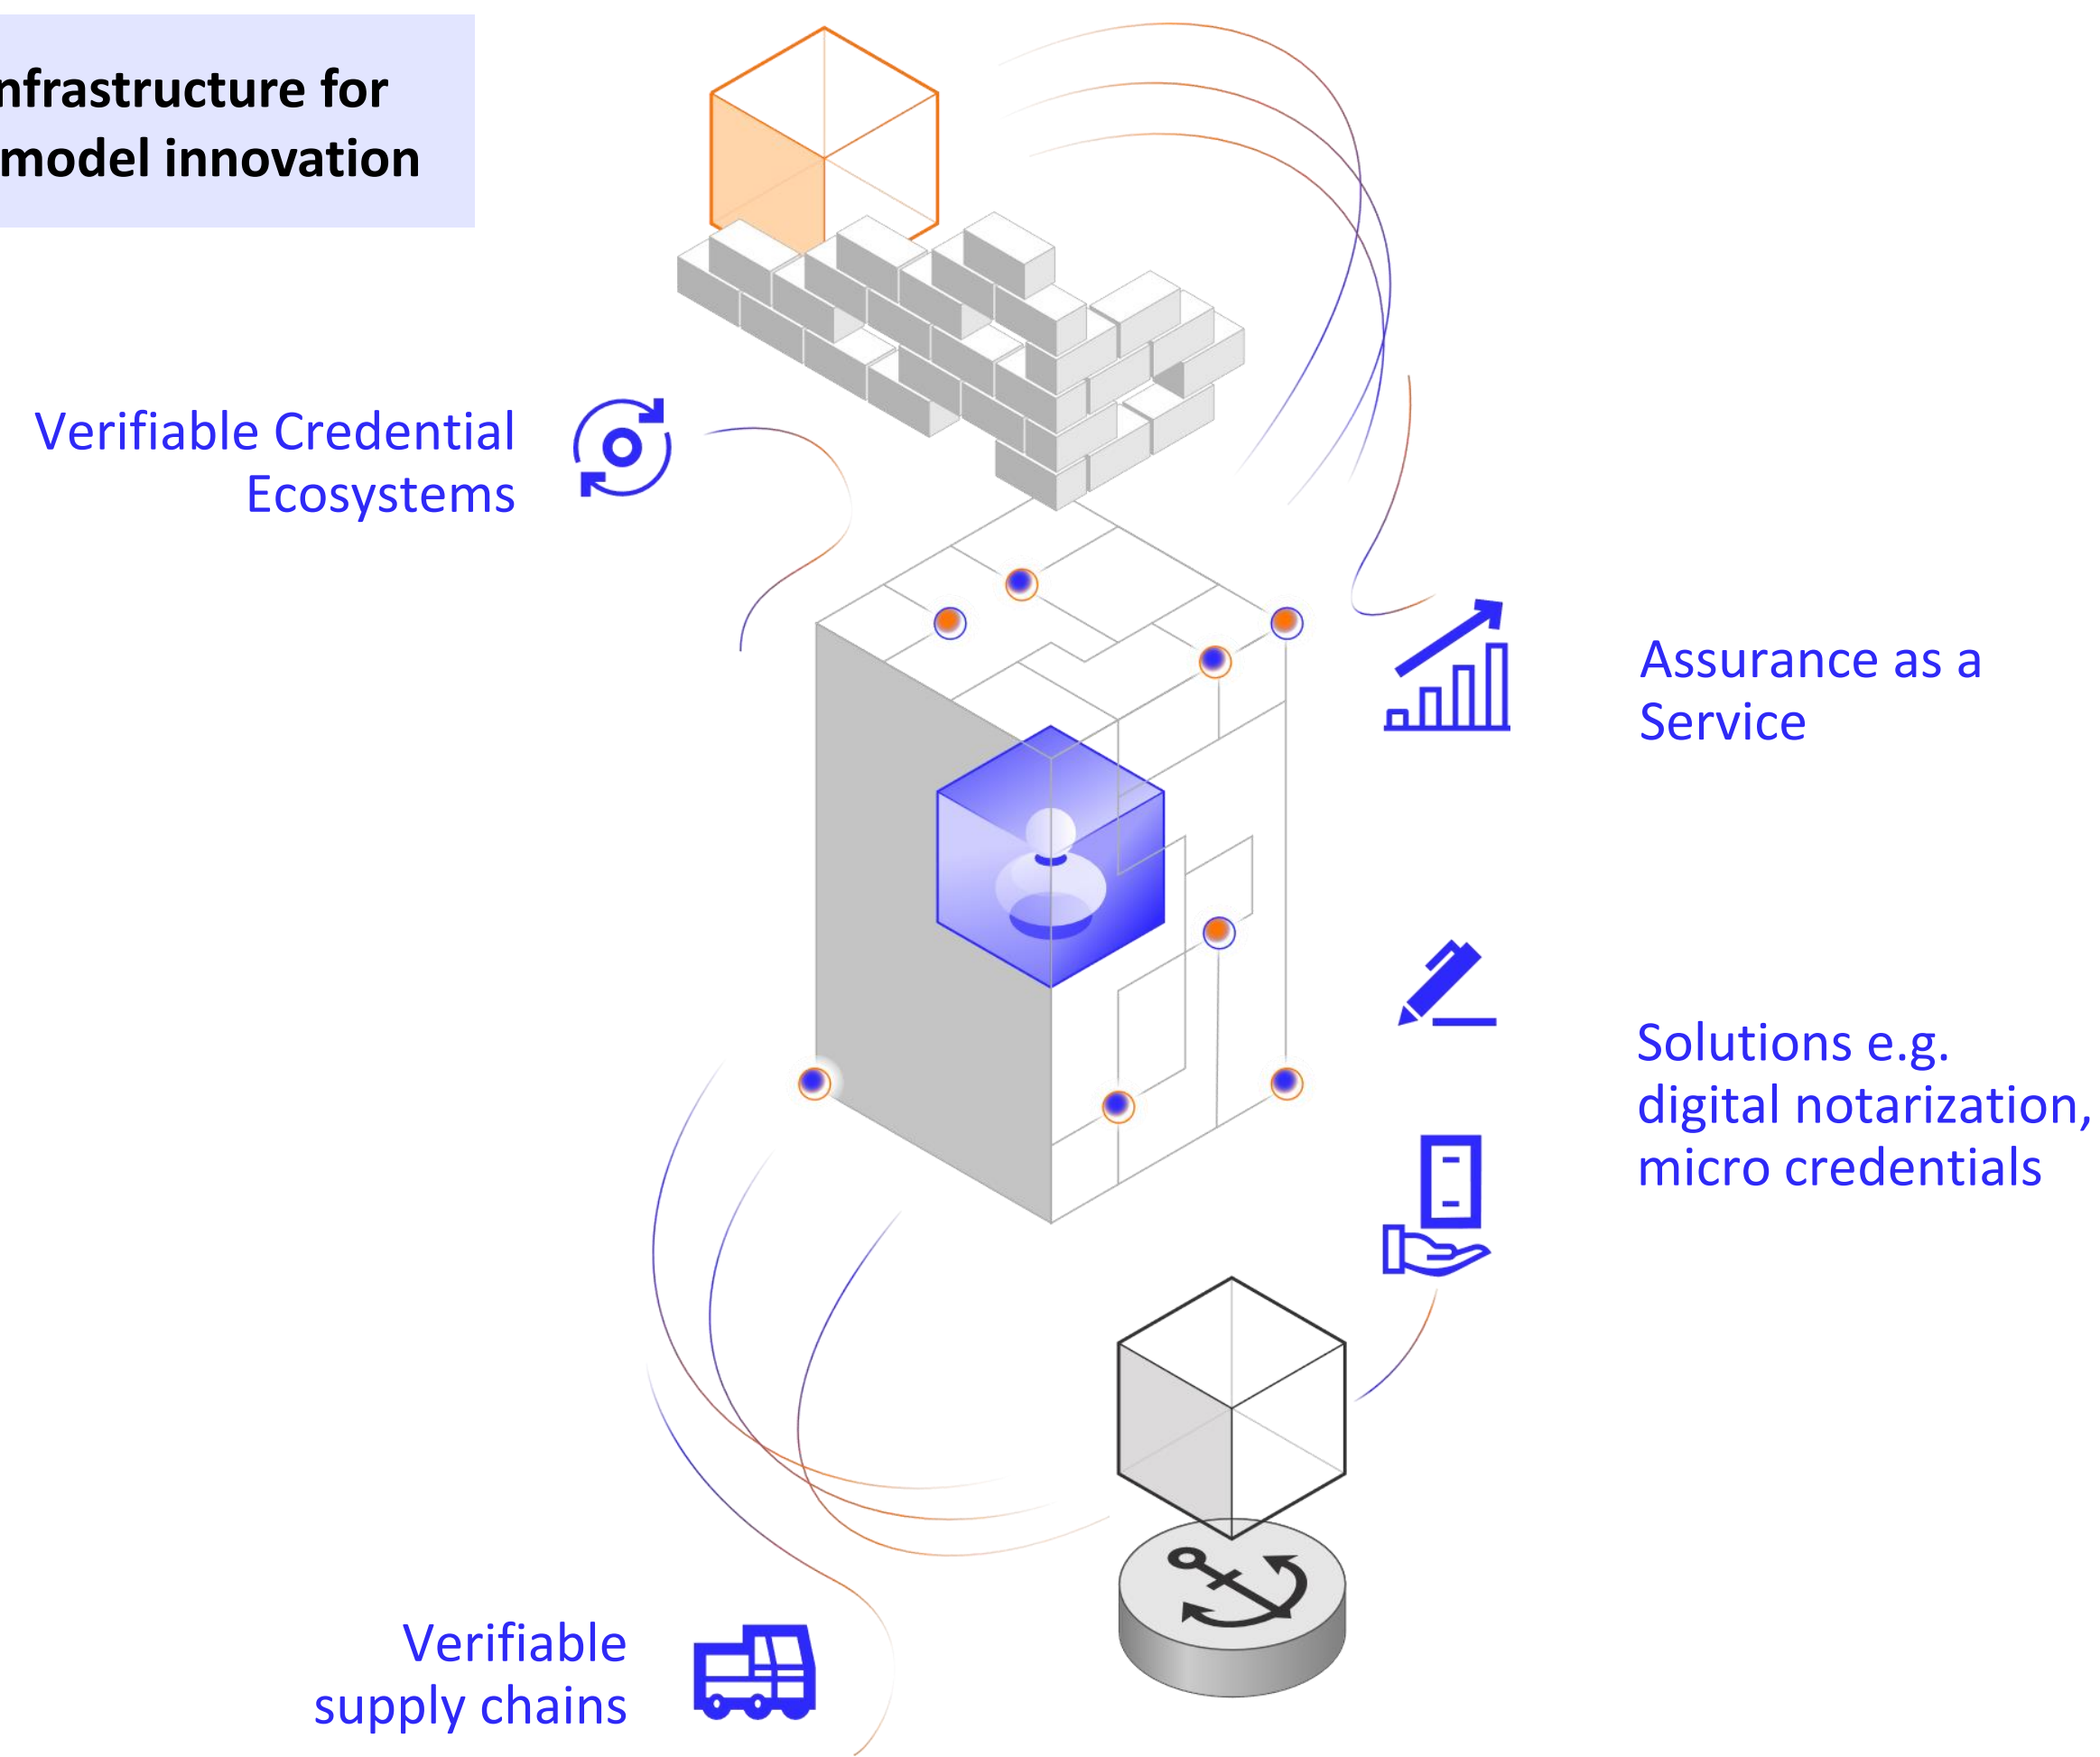 nfrastructure for
model innovation
Verifiable Credential
Ecosystems
Assurance as a
Service
Solutions e.g.
digital notarization,
micro credentials
Verifiable
supply chains